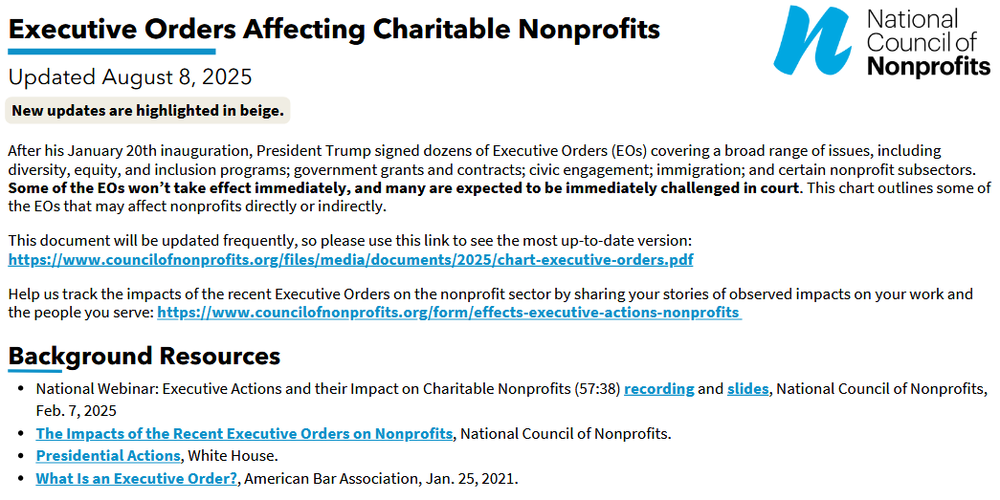 Executive Orders Affecting Charitable Nonprofits
National
Council of
Nonprofits
Updated August 8, 2025
New updates are highlighted in beige.
After his January 20th inauguration, President Trump signed dozens of Executive Orders (EOs) covering a broad range of issues, including
diversity, equity, and inclusion programs; government grants and contracts; civic engagement; immigration; and certain nonprofit subsectors.
Some of the EOs won’t take effect immediately, and many are expected to be immediately challenged in court. This chart outlines some of
the EOs that may affect nonprofits directly or indirectly.
This document will be updated frequently, so please use this link to see the most up-to-date version:
https://www.councilofnonprofits.org/files/media/documents/2025/chart-executive-orders.pdf
Help us track the impacts of the recent Executive Orders on the nonprofit sector by sharing your stories of observed impacts on your work and
the people you serve: https://www.councilofnonprofits.org/form/effects-executive-actions-nonprofits
Background Resources
• National Webinar: Executive Actions and their Impact on Charitable Nonprofits (57:38) recording and slides, National Council of Nonprofits,
Feb. 7, 2025
• The Impacts of the Recent Executive Orders on Nonprofits, National Council of Nonprofits.
• Presidential Actions, White House.
• What Is an Executive Order?, American Bar Association, Jan. 25, 2021.